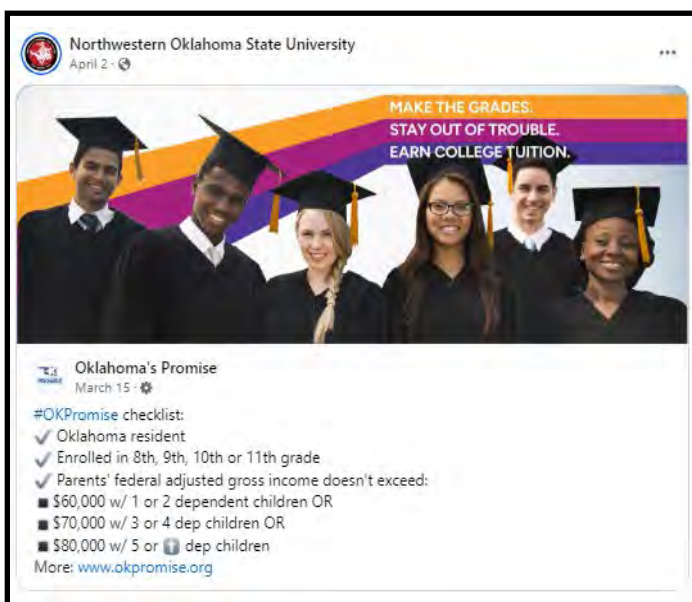 Northwestern Oklahoma State University
April 2 ·
MAKE THE GRADES.
STAY OUT OF TROUBLE.
EARN COLLEGE TUITION.
Oklahoma's Promise
March 15 ·
#OKPromise checklist:
✓ Oklahoma resident
✓ Enrolled in 8th, 9th, 10th or 11th grade
✓ Parents' federal adjusted gross income doesn't exceed:
■ $60,000 w/ 1 or 2 dependent children OR
■ $70,000 w/ 3 or 4 dep children OR
■ $80,000 w/ 5 or ⬆ dep children
More: www.okpromise.org